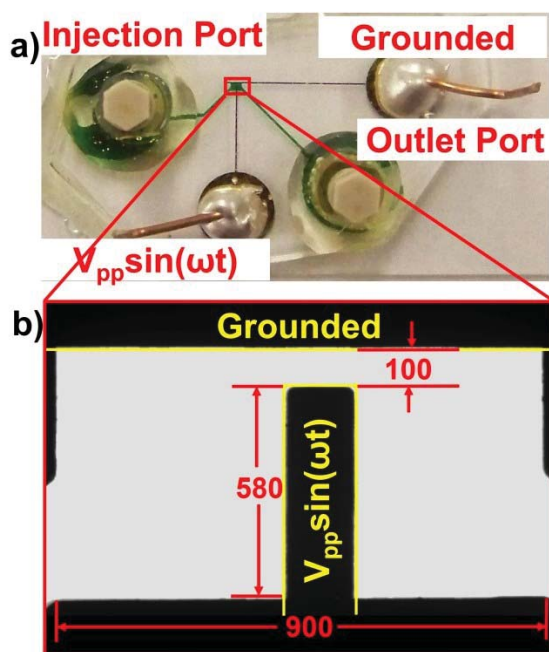 a)
Injection Port
Grounded
Outlet Port
Vppsin(ωt)
b)
Grounded
100
580
Vppsin(ωt)
900